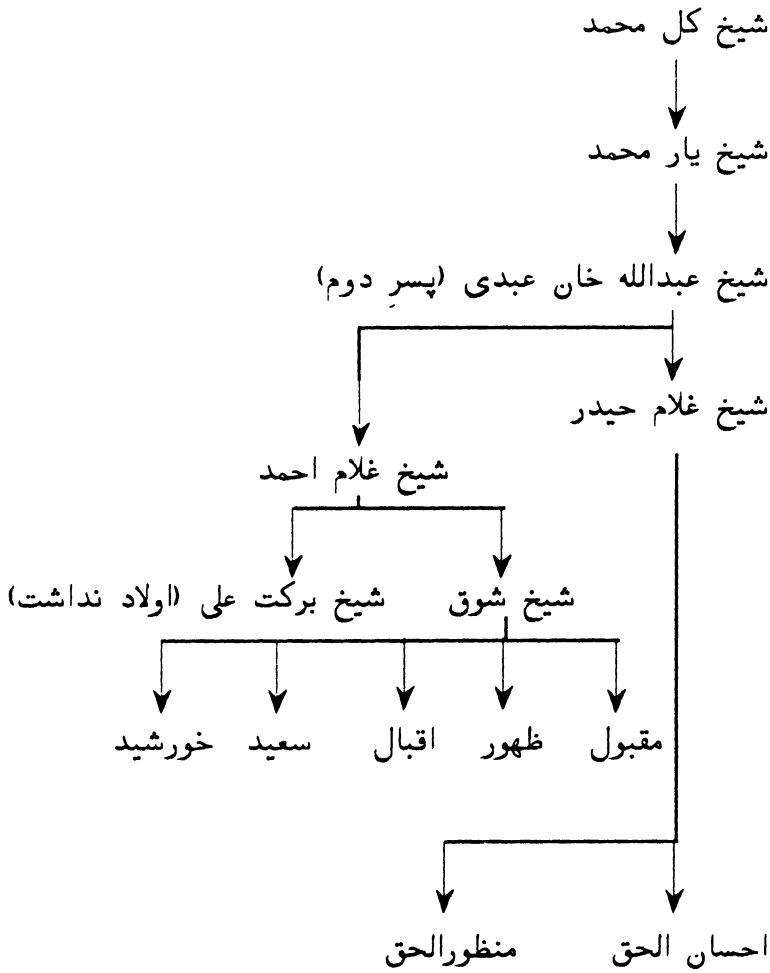 شیخ کل محمد
شیخ یار محمد
شیخ عبدالله خان عبدی (پسرِ دوم)
شیخ غلام حیدر
شیخ غلام احمد
شیخ شوق شیخ برکت علی (اولاد نداشت)
مقبول ظهور اقبال سعید خورشید
احسان الحق منظورالحق